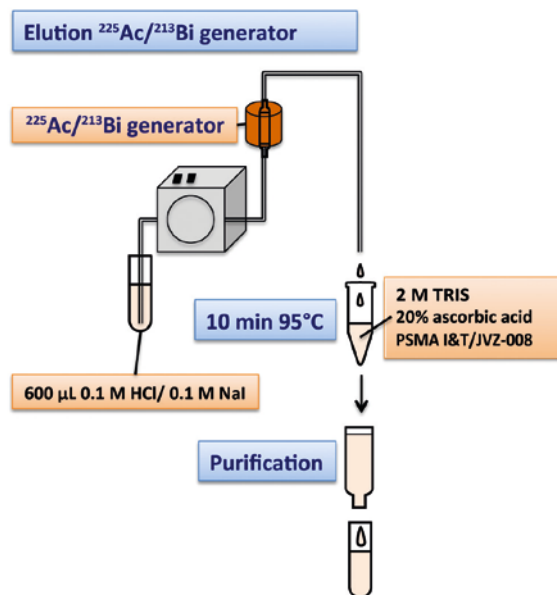 Elution ²²⁵Ac/²¹³Bi generator
²²⁵Ac/²¹³Bi generator
10 min 95°C
2 M TRIS
20% ascorbic acid
PSMA I&T/JVZ-008
600 µL 0.1 M HCl/ 0.1 M NaI
Purification